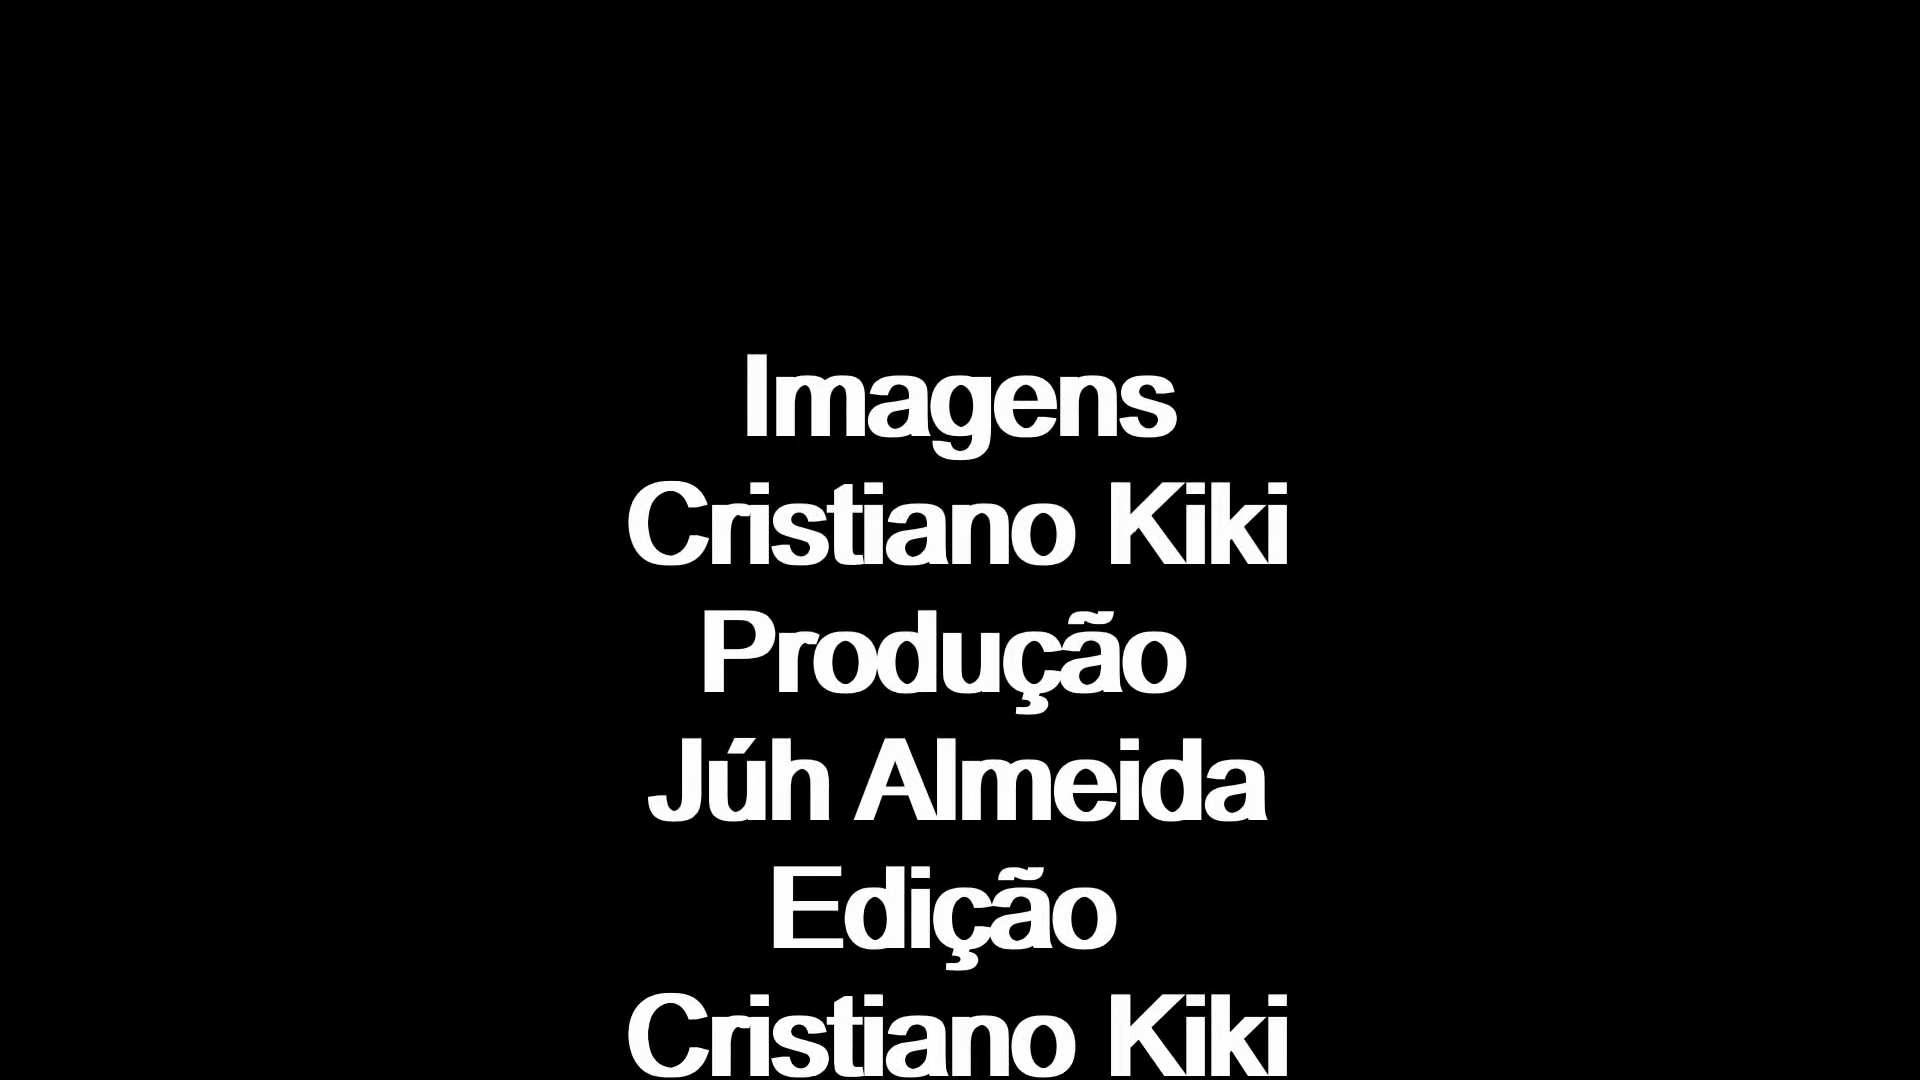 Imagens
Cristiano Kiki
Produção
Júh Almeida
Edição
Cristiano Kiki